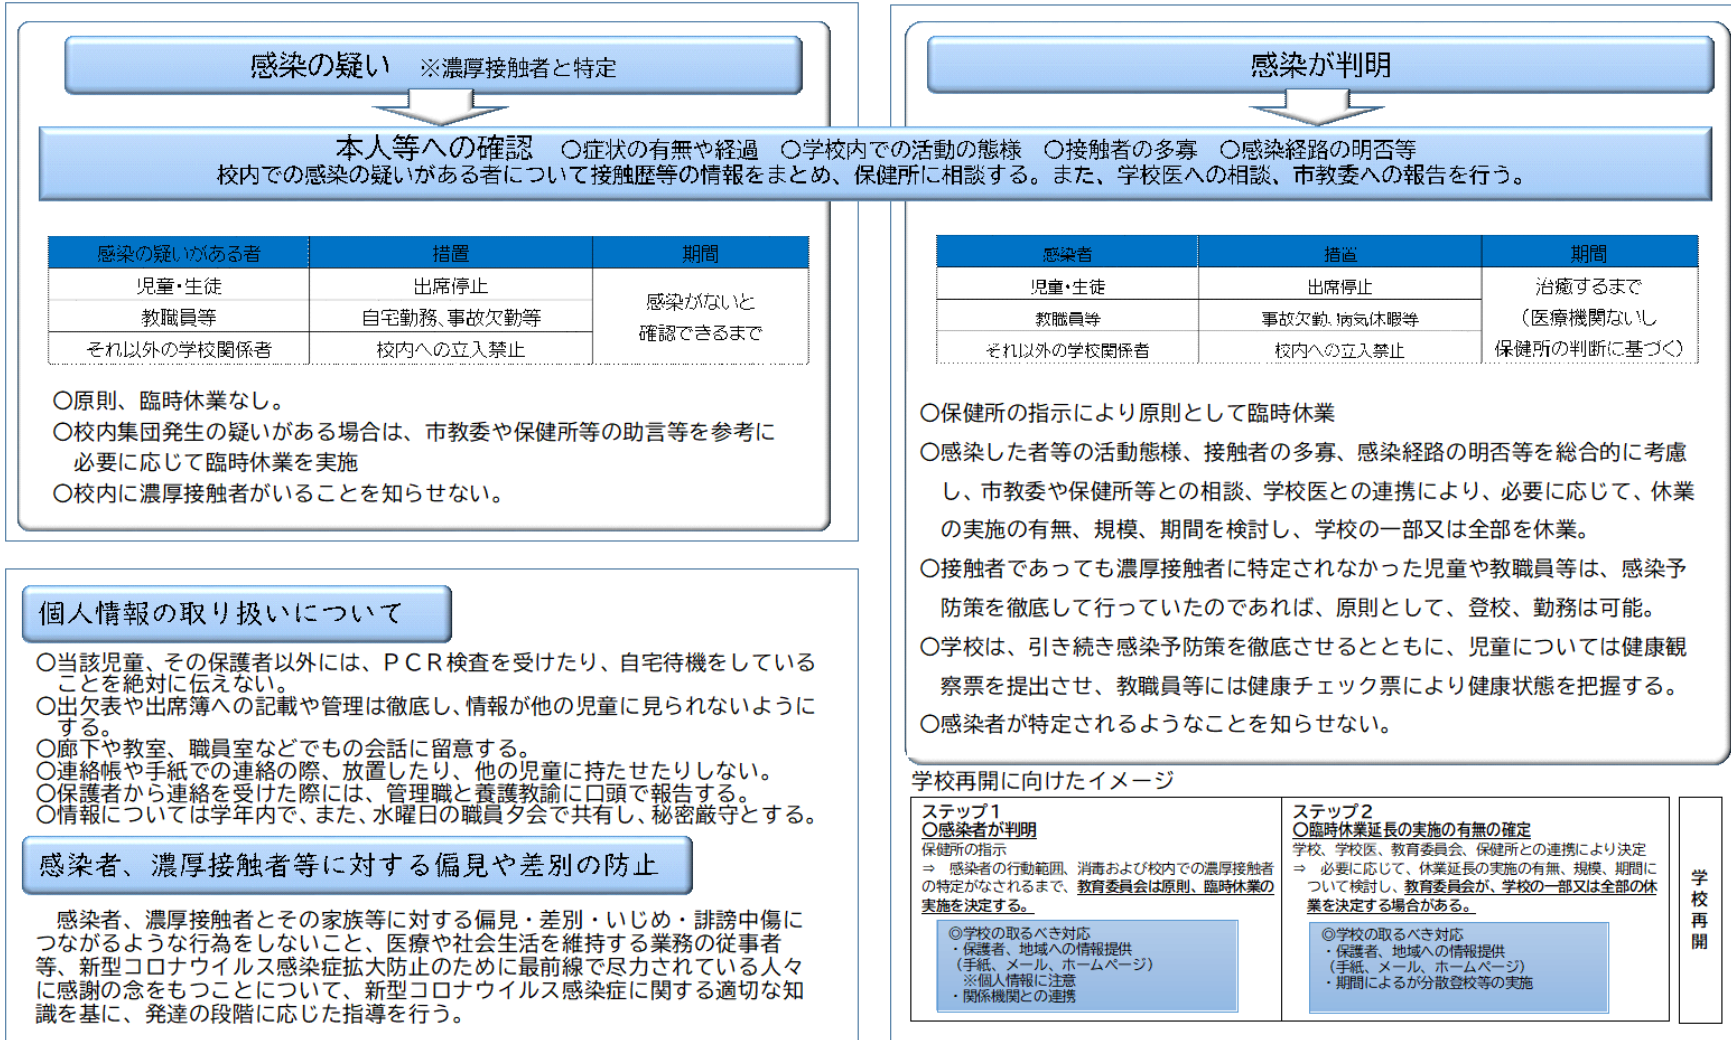 感染の疑い ※濃厚接触者と特定
感染が判明
本人等への確認 ○症状の有無や経過 ○学校内での活動の態様 ○接触者の多寡 ○感染経路の明否等
校内での感染の疑いがある者について接触歴等の情報をまとめ、保健所に相談する。また、学校医への相談、市教委への報告を行う。
感染の疑いがある者 措置 期間
児童・生徒 出席停止
教職員等 自宅勤務、事故欠勤等
それ以外の学校関係者 校内への立入禁止
感染がないと
確認できるまで
○原則、臨時休業なし。
○校内集団発生の疑いがある場合は、市教委や保健所等の助言等を参考に
必要に応じて臨時休業を実施
○校内に濃厚接触者がいることを知らせない。
感染者 措置 期間
児童・生徒 出席停止
教職員等 事故欠勤、病気休暇等
それ以外の学校関係者 校内への立入禁止
治癒するまで
（医療機関ないし
保健所の判断に基づく）
○保健所の指示により原則として臨時休業
○感染した者等の活動態様、接触者の多寡、感染経路の明否等を総合的に考慮
し、市教委や保健所等との相談、学校医との連携により、必要に応じて、休業
の実施の有無、規模、期間を検討し、学校の一部又は全部を休業。
○接触者であっても濃厚接触者に特定されなかった児童や教職員等は、感染予
防策を徹底して行っていたのであれば、原則として、登校、勤務は可能。
○学校は、引き続き感染予防策を徹底させるとともに、児童については健康観
察票を提出させ、教職員等には健康チェック票により健康状態を把握する。
○感染者が特定されるようなことを知らせない。
個人情報の取り扱いについて
○当該児童、その保護者以外には、ＰＣＲ検査を受けたり、自宅待機をしている
ことを絶対に伝えない。
○出欠表や出席簿への記載や管理は徹底し、情報が他の児童に見られないように
する。
○廊下や教室、職員室などでもの会話に留意する。
○連絡帳や手紙での連絡の際、放置したり、他の児童に持たせたりしない。
○保護者から連絡を受けた際には、管理職と養護教諭に口頭で報告する。
○情報については学年内で、また、水曜日の職員夕会で共有し、秘密厳守とする。
感染者、濃厚接触者等に対する偏見や差別の防止
感染者、濃厚接触者とその家族等に対する偏見・差別・いじめ・誹謗中傷に
つながるような行為をしないこと、医療や社会生活を維持する業務の従事者
等、新型コロナウイルス感染症拡大防止のために最前線で尽力されている人々
に感謝の念をもつことについて、新型コロナウイルス感染症に関する適切な知
識を基に、発達の段階に応じた指導を行う。
学校再開に向けたイメージ
ステップ１
○感染者が判明
保健所の指示
⇒ 感染者の行動範囲、消毒および校内での濃厚接触者
の特定がなされるまで、教育委員会は原則、臨時休業の
実施を決定する。
◎学校の取るべき対応
・保護者、地域への情報提供
（手紙、メール、ホームページ）
※個人情報に注意
・関係機関との連携
ステップ２
○臨時休業延長の実施の有無の確定
学校、学校医、教育委員会、保健所との連携により決定
⇒ 必要に応じて、休業延長の実施の有無、規模、期間に
ついて検討し、教育委員会が、学校の一部又は全部の休
業を決定する場合がある。
◎学校の取るべき対応
・保護者、地域への情報提供
（手紙、メール、ホームページ）
・期間によるが分散登校等の実施
学校再開